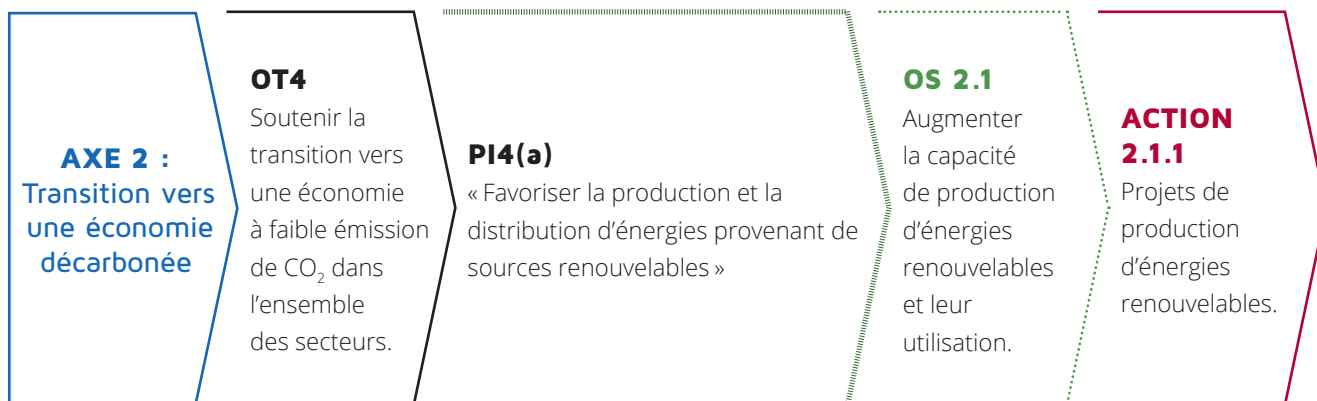 AXE 2 :
Transition vers
une économie
décarbonée
OT4
Soutenir la
transition vers
une économie
à faible émission
de CO₂ dans
l’ensemble
des secteurs.
PI4(a)
« Favoriser la production et la
distribution d’énergies provenant de
sources renouvelables »
OS 2.1
Augmenter
la capacité
de production
d’énergies
renouvelables
et leur
utilisation.
ACTION
2.1.1
Projets de
production
d’énergies
renouvelables.